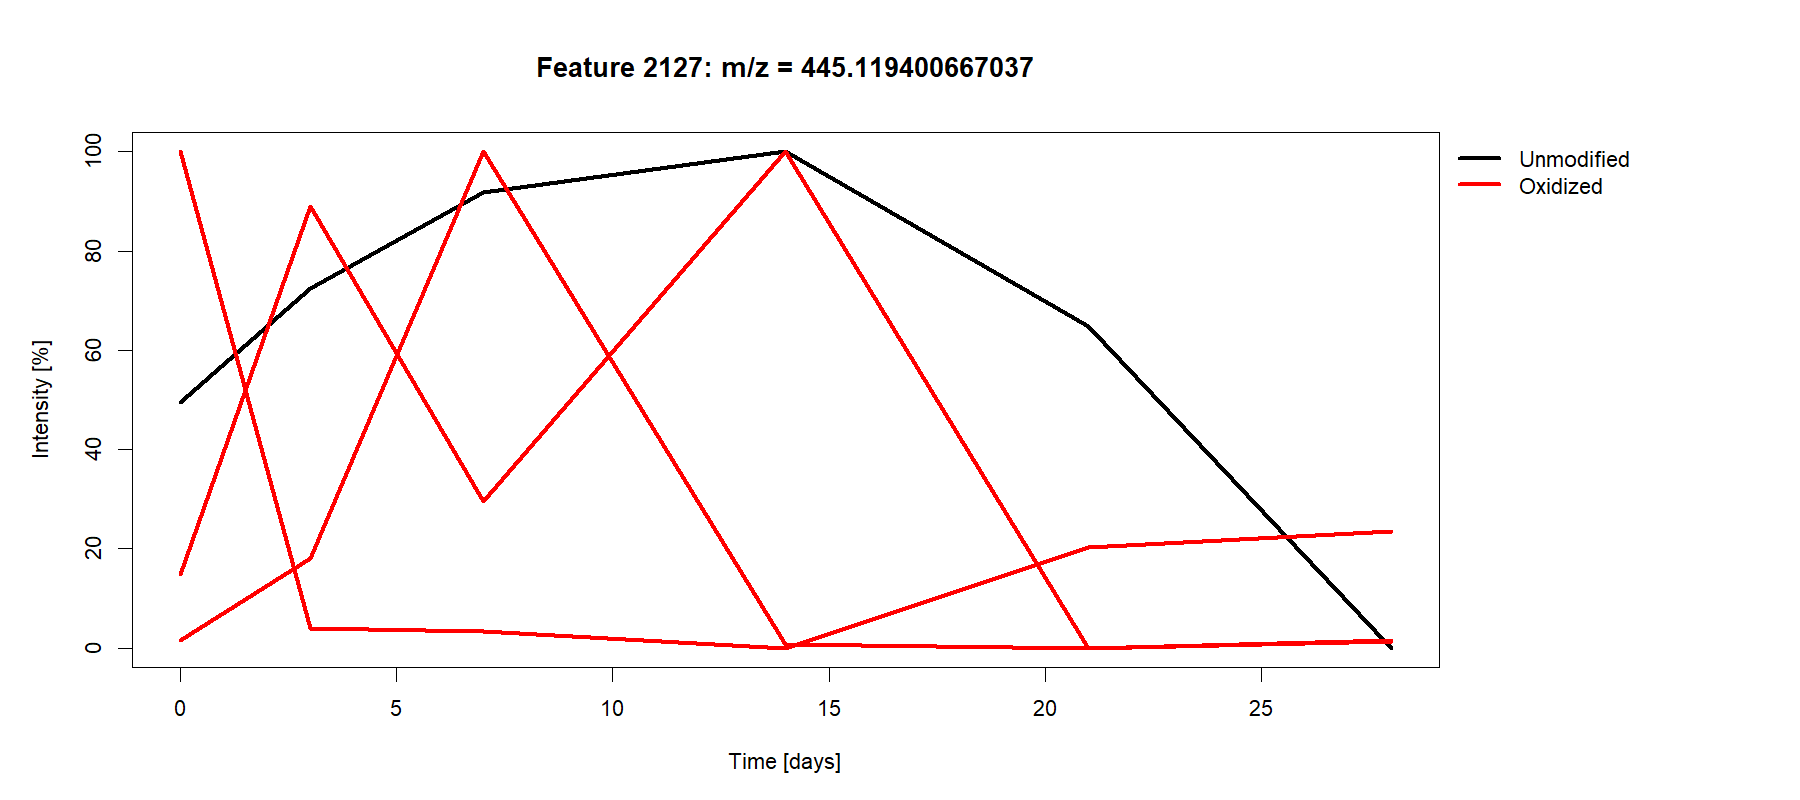 Feature 2127: m/z = 445.119400667037
Unmodified
Oxidized
Intensity [%]
100
80
60
40
20
0
0 5 10 15 20 25
Time [days]